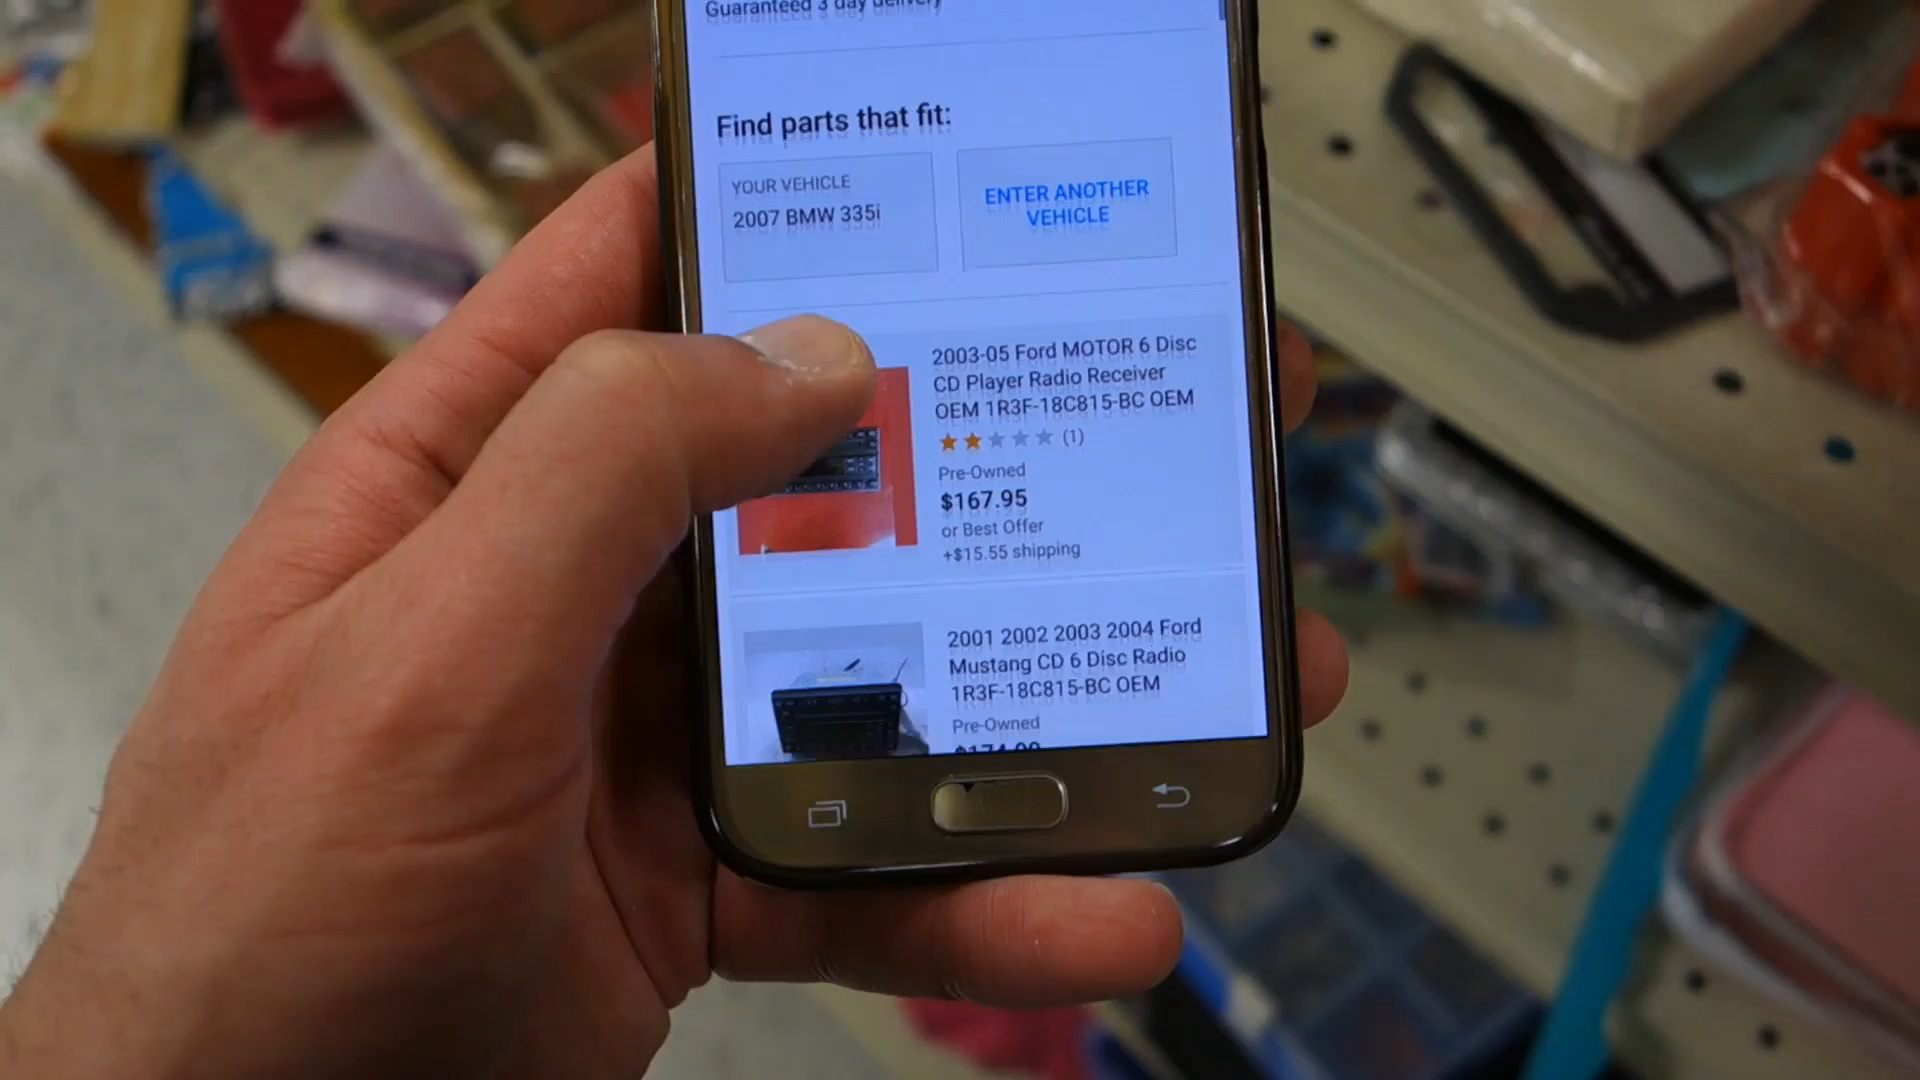 Guaranteed 3 day delivery
Find parts that fit:
YOUR VEHICLE
2007 BMW 335i
ENTER ANOTHER
VEHICLE
2003-05 Ford MOTOR 6 Disc
CD Player Radio Receiver
OEM 1R3F-18C815-BC OEM
(1)
Pre-Owned
$167.95
or Best Offer
+$15.55 shipping
2001 2002 2003 2004 Ford
Mustang CD 6 Disc Radio
1R3F-18C815-BC OEM
Pre-Owned